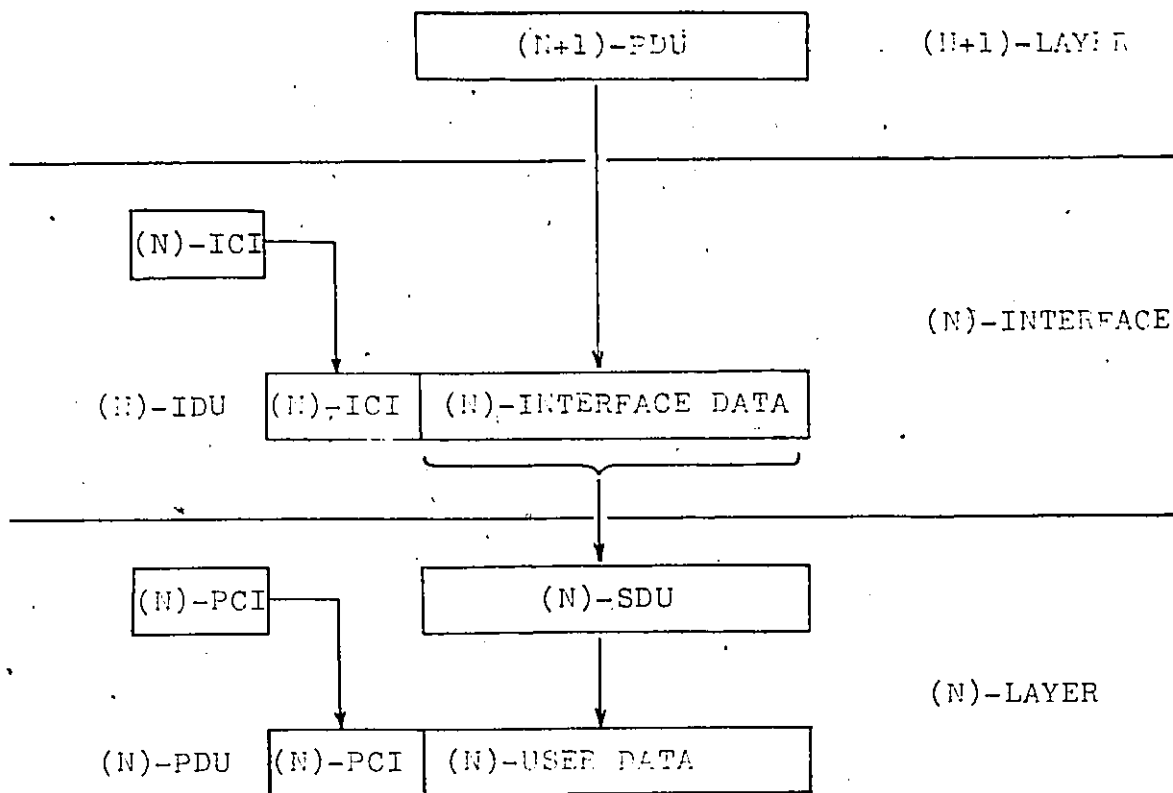 (N+1)-PDU (N+1)-LAYER
(N)-ICI
(N)-INTERFACE
(N)-IDU (N)-ICI (N)-INTERFACE DATA
(N)-PCI (N)-SDU
(N)-LAYER
(N)-PDU (N)-PCI (N)-USER DATA